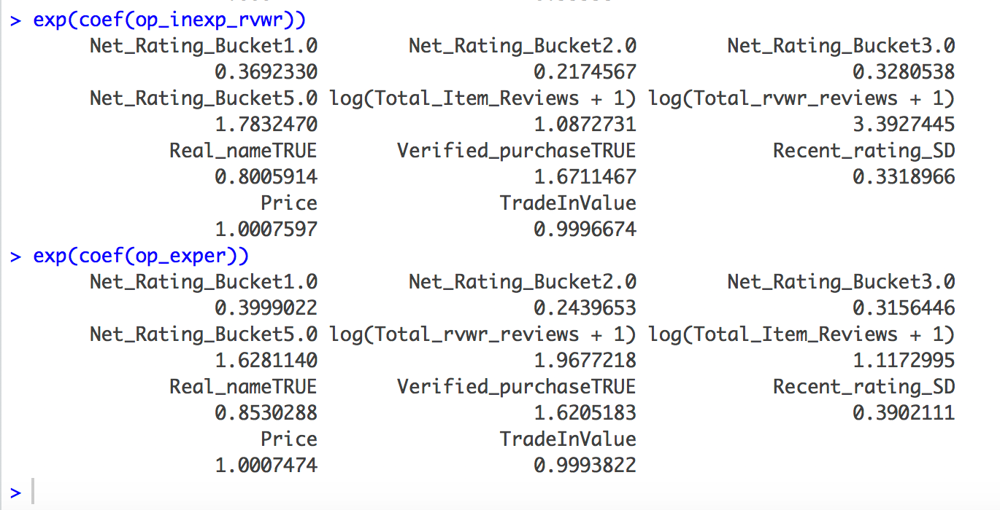 > exp(coef(op_inexp_rvwr))
Net_Rating_Bucket1.0 Net_Rating_Bucket2.0 Net_Rating_Bucket3.0
0.3692330 0.2174567 0.3280538
Net_Rating_Bucket5.0 log(Total_Item_Reviews + 1) log(Total_rvwr_reviews + 1)
1.7832470 1.0872731 3.3927445
Real_nameTRUE Verified_purchaseTRUE Recent_rating_SD
0.8005914 1.6711467 0.3318966
Price TradeInValue
1.0007597 0.9996674
> exp(coef(op_exper))
Net_Rating_Bucket1.0 Net_Rating_Bucket2.0 Net_Rating_Bucket3.0
0.3999022 0.2439653 0.3156446
Net_Rating_Bucket5.0 log(Total_rvwr_reviews + 1) log(Total_Item_Reviews + 1)
1.6281140 1.9677218 1.1172995
Real_nameTRUE Verified_purchaseTRUE Recent_rating_SD
0.8530288 1.6205183 0.3902111
Price TradeInValue
1.0007474 0.9993822
>